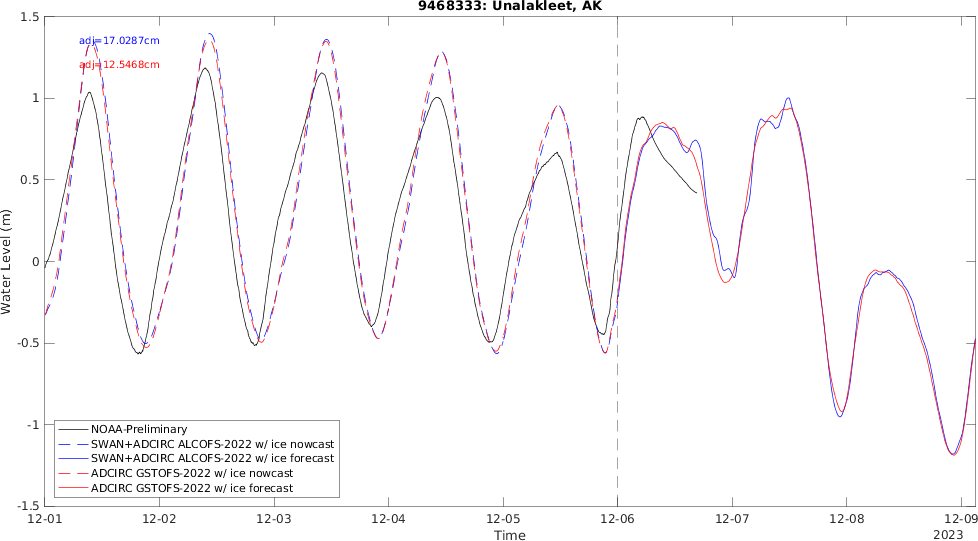 9468333: Unalakleet, AK
adj=17.0287cm
adj=12.5468cm
Water Level (m)
1.5
1
0.5
0
-0.5
-1
-1.5
NOAA-Preliminary
SWAN+ADCIRC ALCOFS-2022 w/ ice nowcast
SWAN+ADCIRC ALCOFS-2022 w/ ice forecast
ADCIRC GSTOFS-2022 w/ ice nowcast
ADCIRC GSTOFS-2022 w/ ice forecast
12-01 12-02 12-03 12-04 12-05 12-06 12-07 12-08 12-09
Time
2023